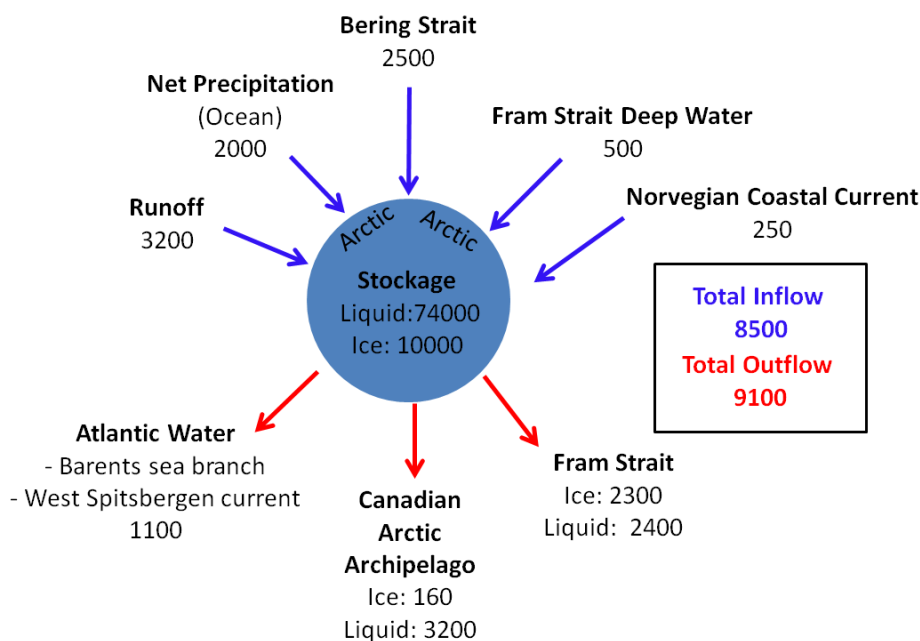 Bering Strait
2500
Net Precipitation
(Ocean)
2000
Fram Strait Deep Water
500
Runoff
3200
Norvegian Coastal Current
250
Arctic Arctic
Stockage
Liquid:74000
Ice: 10000
Total Inflow
8500
Total Outflow
9100
Atlantic Water
- Barents sea branch
- West Spitsbergen current
1100
Canadian
Arctic
Archipelago
Ice: 160
Liquid: 3200
Fram Strait
Ice: 2300
Liquid: 2400